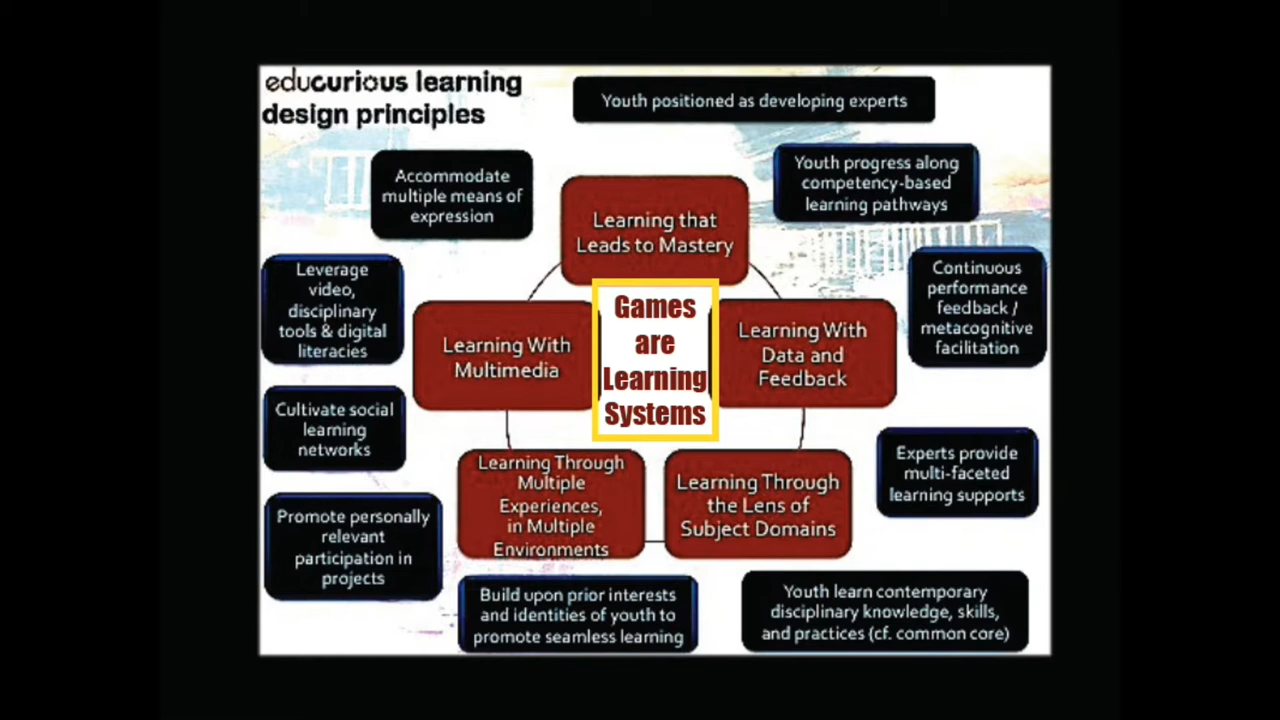 educurious learning
design principles
Youth positioned as developing experts
Accommodate
multiple means of
expression
Youth progress along
competency-based
learning pathways
Learning that
Leads to Mastery
Leverage
video,
disciplinary
tools & digital
literacies
Continuous
performance
feedback /
metacognitive
facilitation
Games
are
Learning
Systems
Learning With
Multimedia
Learning With
Data and
Feedback
Cultivate social
learning
networks
Experts provide
multi-faceted
learning supports
Learning Through
Multiple
Experiences,
in Multiple
Environments
Learning Through
the Lens of
Subject Domains
Promote personally
relevant
participation in
projects
Build upon prior interests
and identities of youth to
promote seamless learning
Youth learn contemporary
disciplinary knowledge, skills,
and practices (cf. common core)